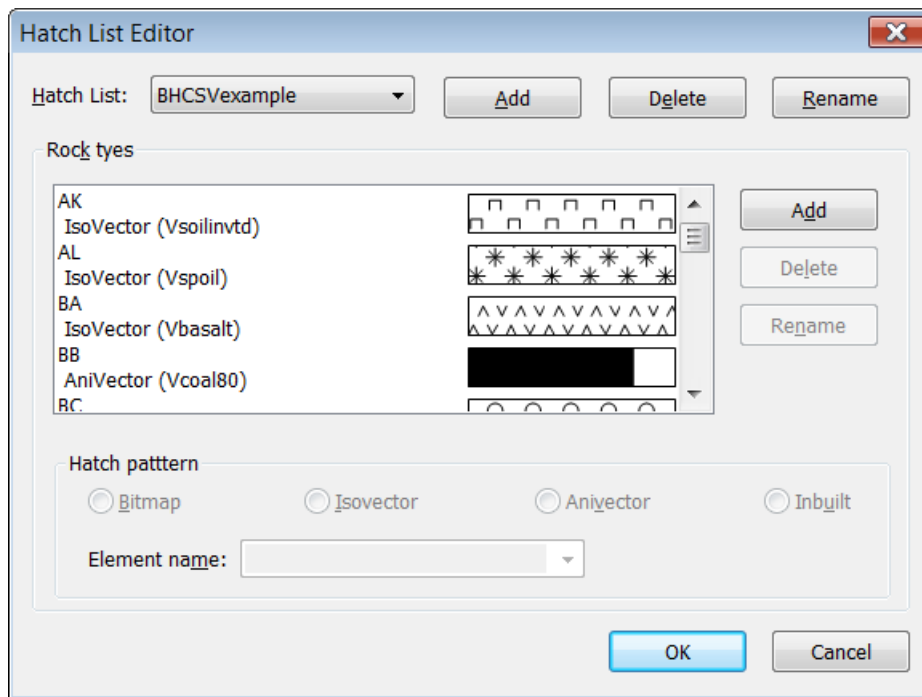 Hatch List Editor
Hatch List: BHCSVexample Add Delete Rename
Rock tyes
AK
IsoVector (Vsoilinvtd)
AL
IsoVector (Vspoil)
BA
IsoVector (Vbasalt)
BB
AniVector (Vcoal80)
BC
Add
Delete
Rename
Hatch patttern
Bitmap Isovector Anivector Inbuilt
Element name:
OK Cancel